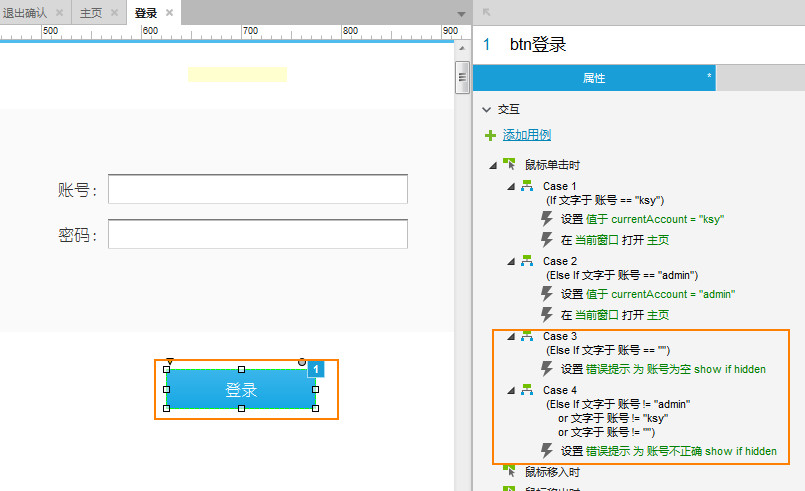 退出确认 主页 登录
500 600 700 800 900
1 btn登录
属性 *
交互
添加用例
鼠标单击时
Case 1
(If 文字于 账号 == "ksy")
设置 值于 currentAccount = "ksy"
在 当前窗口 打开 主页
Case 2
(Else If 文字于 账号 == "admin")
设置 值于 currentAccount = "admin"
在 当前窗口 打开 主页
Case 3
(Else If 文字于 账号 == "")
设置 错误提示 为 账号为空 show if hidden
Case 4
(Else If 文字于 账号 != "admin"
or 文字于 账号 != "ksy"
or 文字于 账号 != "")
设置 错误提示 为 账号不正确 show if hidden
鼠标移入时
鼠标移出时
账号：
密码：
登录
1